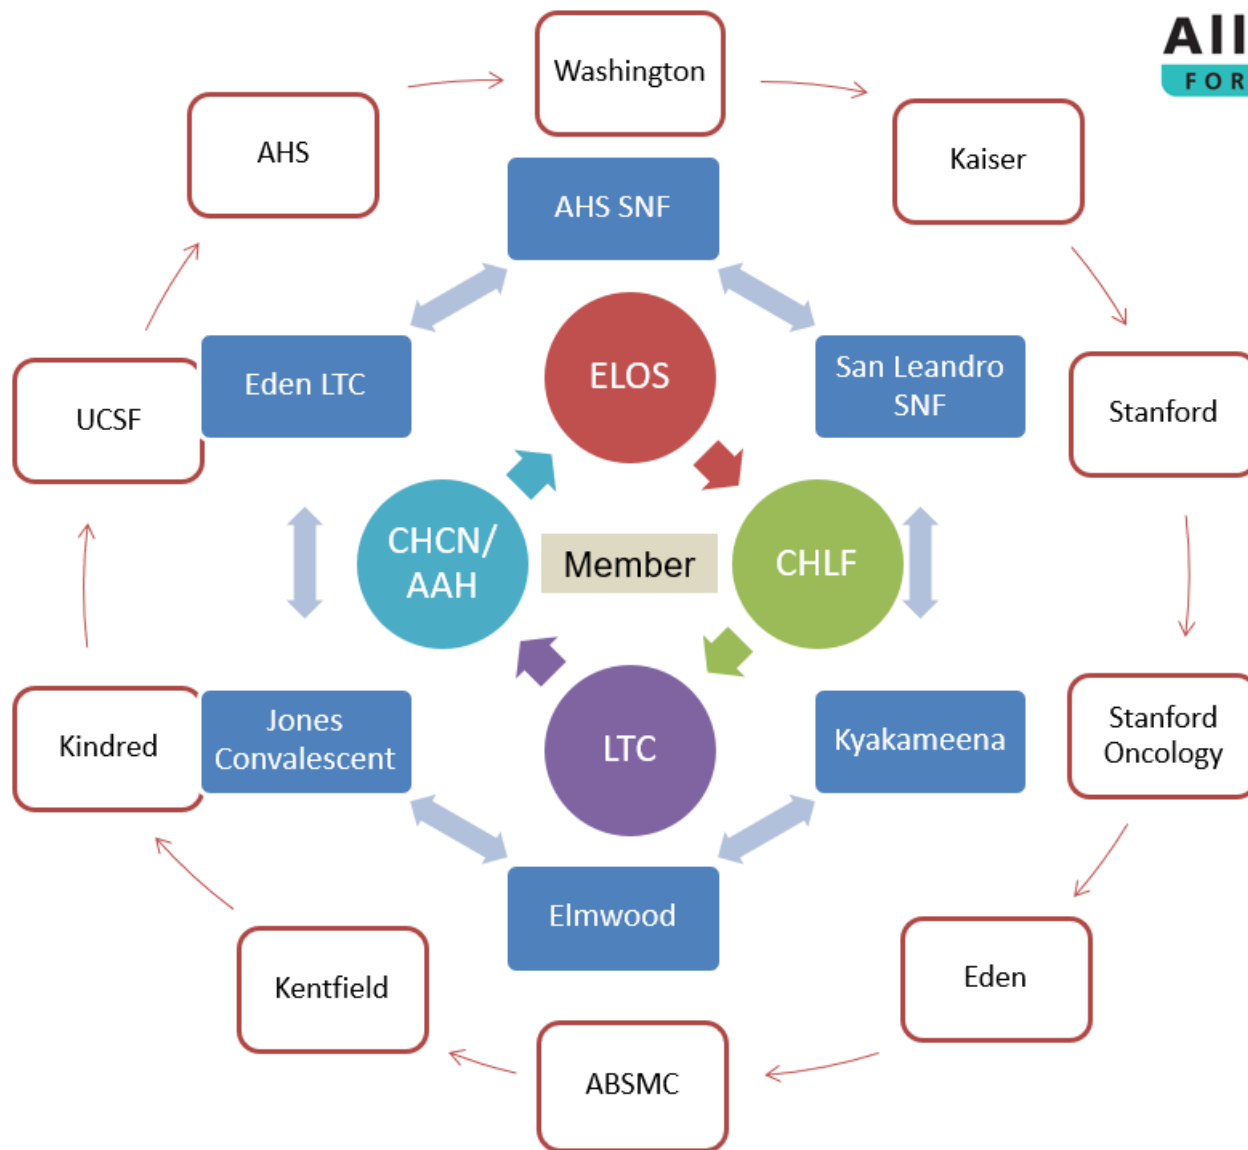 All
FOR
Washington
AHS
Kaiser
AHS SNF
Eden LTC
ELOS
San Leandro
SNF
UCSF
Stanford
CHCN/
AAH
Member
CHLF
Kindred
Jones
Convalescent
LTC
Kyakameena
Stanford
Oncology
Elmwood
Kentfield
Eden
ABSMC